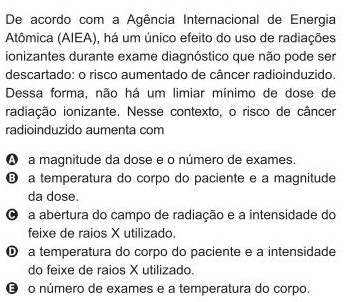 De acordo com a Agência Internacional de Energia
Atômica (AIEA), há um único efeito do uso de radiações
ionizantes durante exame diagnóstico que não pode ser
descartado: o risco aumentado de câncer radioinduzido.
Dessa forma, não há um limiar mínimo de dose de
radiação ionizante. Nesse contexto, o risco de câncer
radioinduzido aumenta com
A a magnitude da dose e o número de exames.
B a temperatura do corpo do paciente e a magnitude
da dose.
C a abertura do campo de radiação e a intensidade do
feixe de raios X utilizado.
D a temperatura do corpo do paciente e a intensidade
do feixe de raios X utilizado.
E o número de exames e a temperatura do corpo.